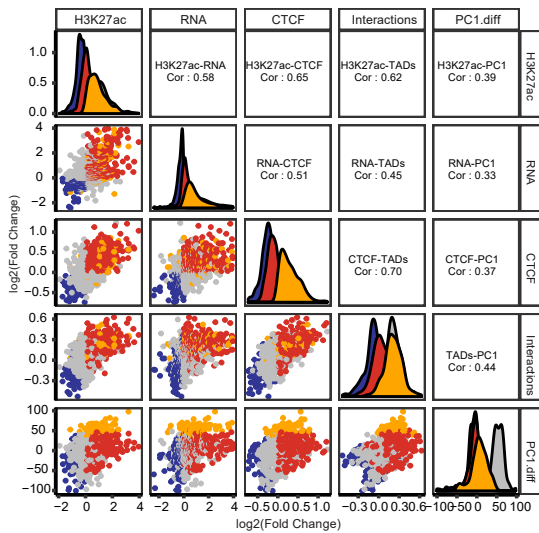 H3K27ac RNA CTCF Interactions PC1.diff
1.0
0.5
0.0
H3K27ac-RNA
Cor : 0.58
H3K27ac-CTCF
Cor : 0.65
H3K27ac-TADs
Cor : 0.62
H3K27ac-PC1
Cor : 0.39
H3K27ac
4
2
0
−2
RNA-CTCF
Cor : 0.51
RNA-TADs
Cor : 0.45
RNA-PC1
Cor : 0.33
RNA
log2(Fold Change)
1.0
0.5
0.0
−0.5
CTCF-TADs
Cor : 0.70
CTCF-PC1
Cor : 0.37
CTCF
0.6
0.3
0.0
−0.3
TADs-PC1
Cor : 0.44
Interactions
100
50
0
−50
−100
PC1.diff
−2 0 2 4
−2 0 2 4
−0.5 0.0 0.5 1.0
−0.3 0.0 0.3 0.6
−100 −50 0 50 100
log2(Fold Change)